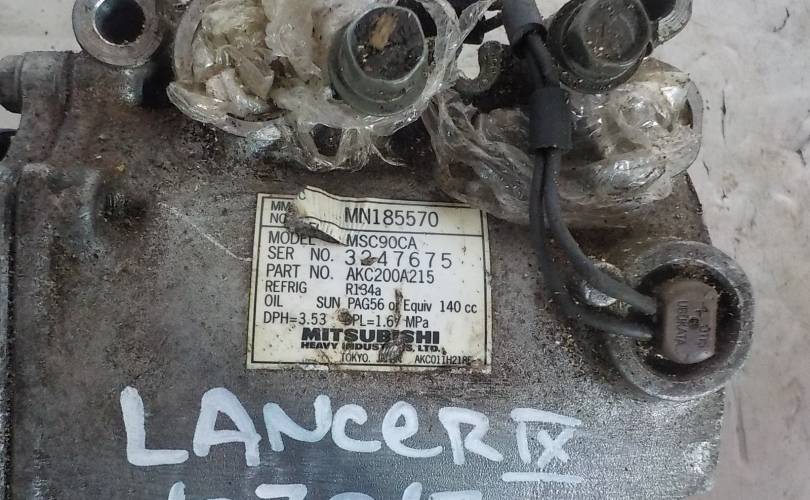 MN185570
MODEL MSC90CA
SER NO. 3247675
PART NO. AKC200A215
REFRIG R134a
OIL SUN PAG56 or Equiv 140 cc
DPH=3.53 DPL=1.67 MPa
MITSUBISHI
HEAVY INDUSTRIES, LTD.
TOKYO. JAPAN
LANCER IX